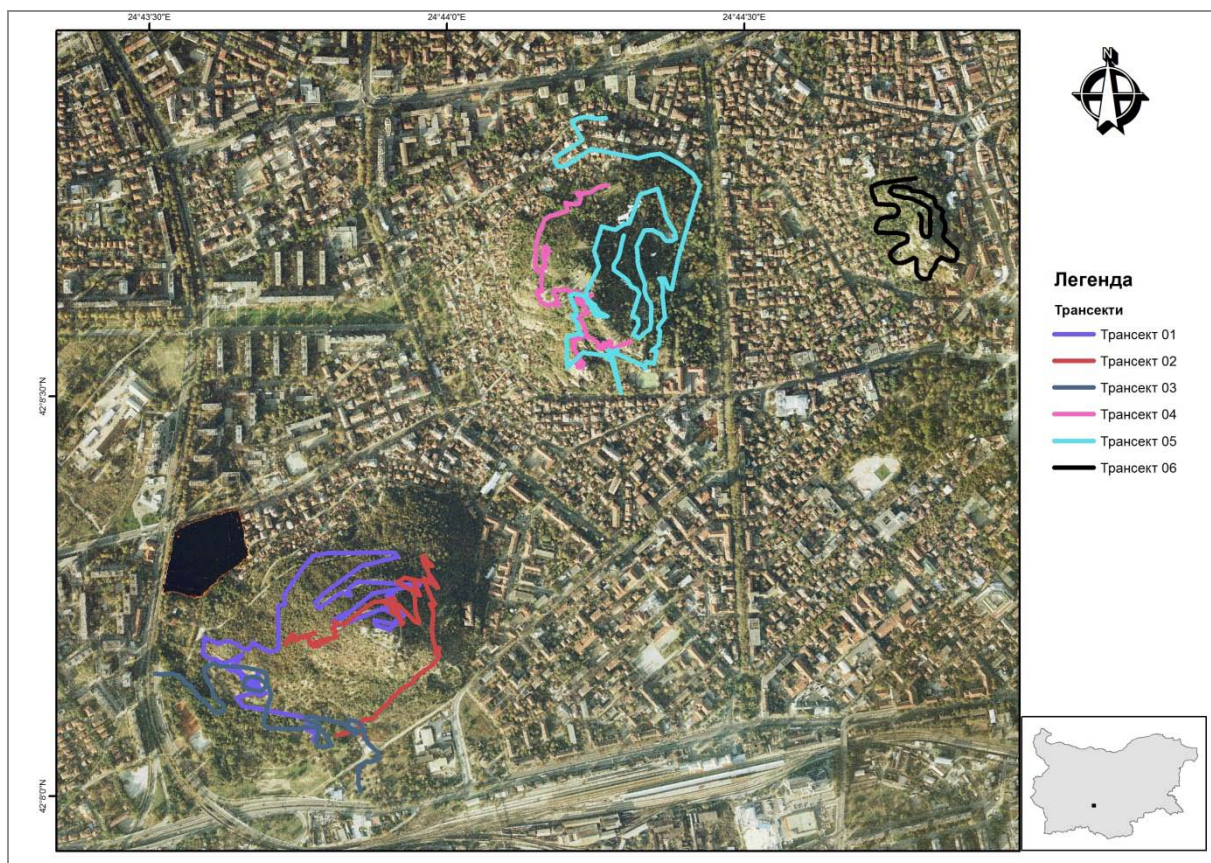 24°43'30"E
24°44'0"E
24°44'30"E
N
42°8'30"N
42°8'0"N
Легенда
Трансекти
Трансект 01
Трансект 02
Трансект 03
Трансект 04
Трансект 05
Трансект 06